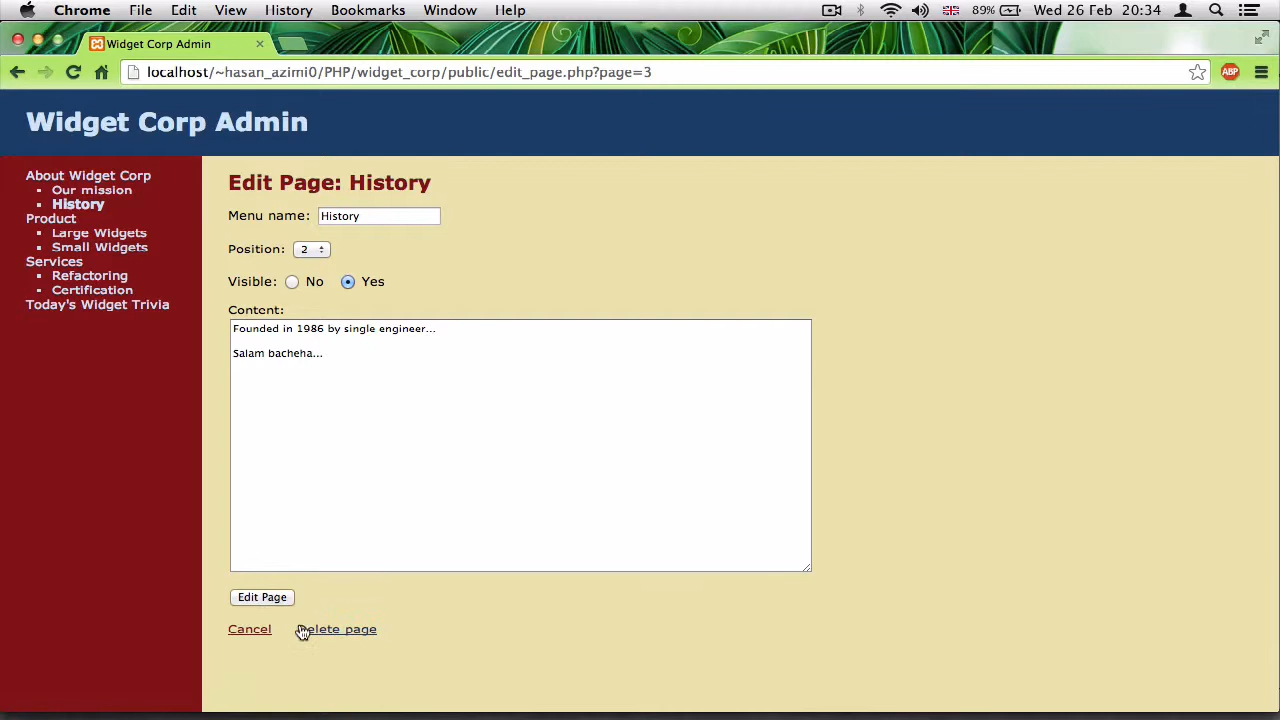 Chrome File Edit View History Bookmarks Window Help 89% Wed 26 Feb 20:34
Widget Corp Admin
localhost/~hasan_azimi0/PHP/widget_corp/public/edit_page.php?page=3 ABP
Widget Corp Admin
About Widget Corp
Our mission
History
Product
Large Widgets
Small Widgets
Services
Refactoring
Certification
Today's Widget Trivia
Edit Page: History
Menu name: History
Position: 2
Visible: No Yes
Content:
Founded in 1986 by single engineer...
Salam bacheha...
Edit Page
Cancel Delete page